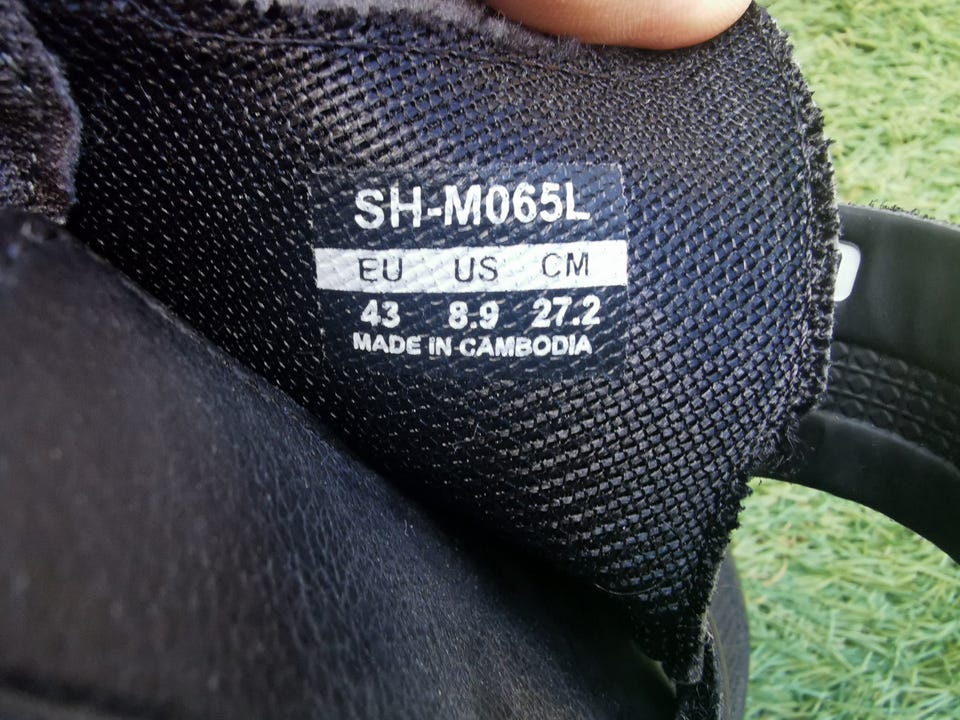 SH-M065L
EU US CM
43 8.9 27.2
MADE IN CAMBODIA